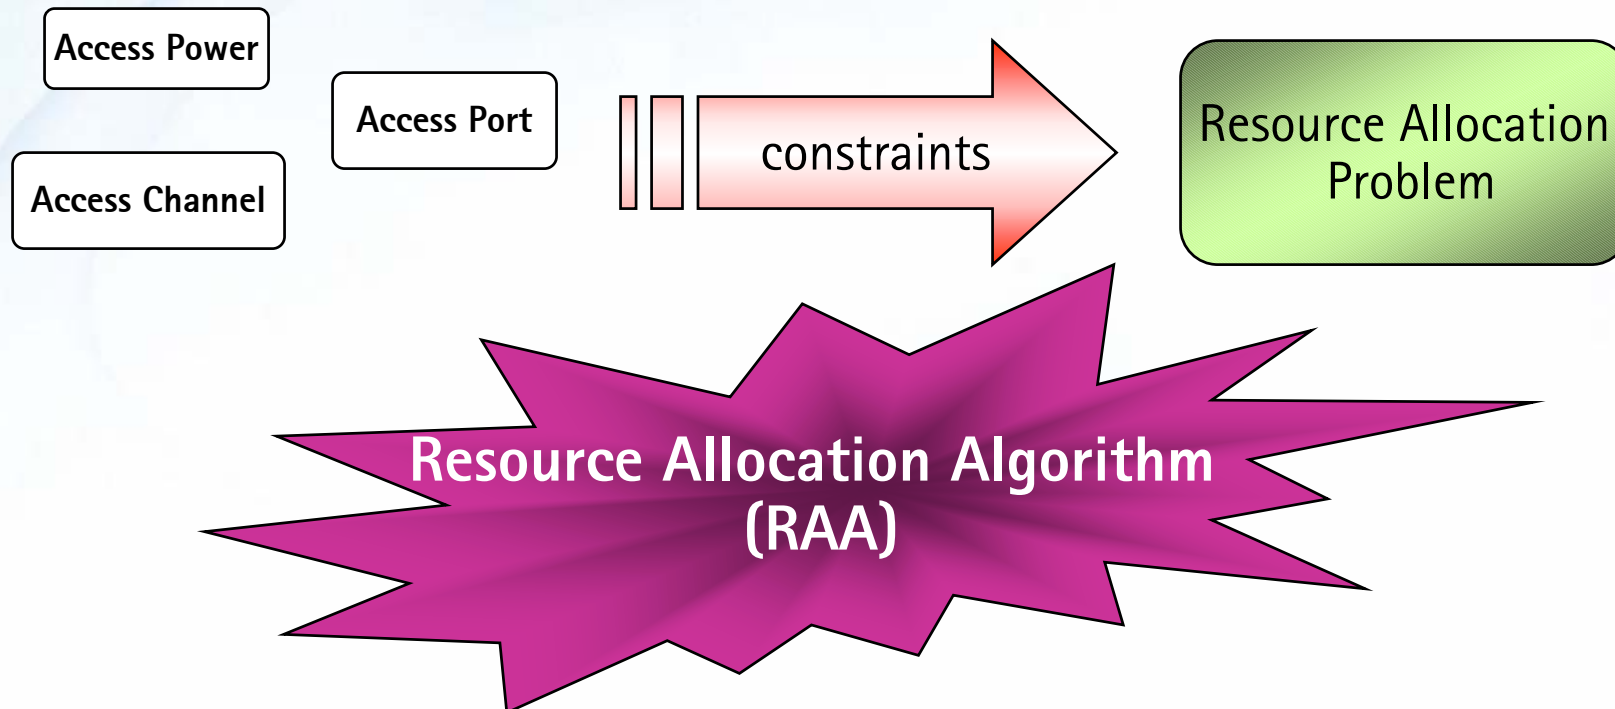 Access Power
Access Port
Access Channel
constraints
Resource Allocation
Problem
Resource Allocation Algorithm
(RAA)